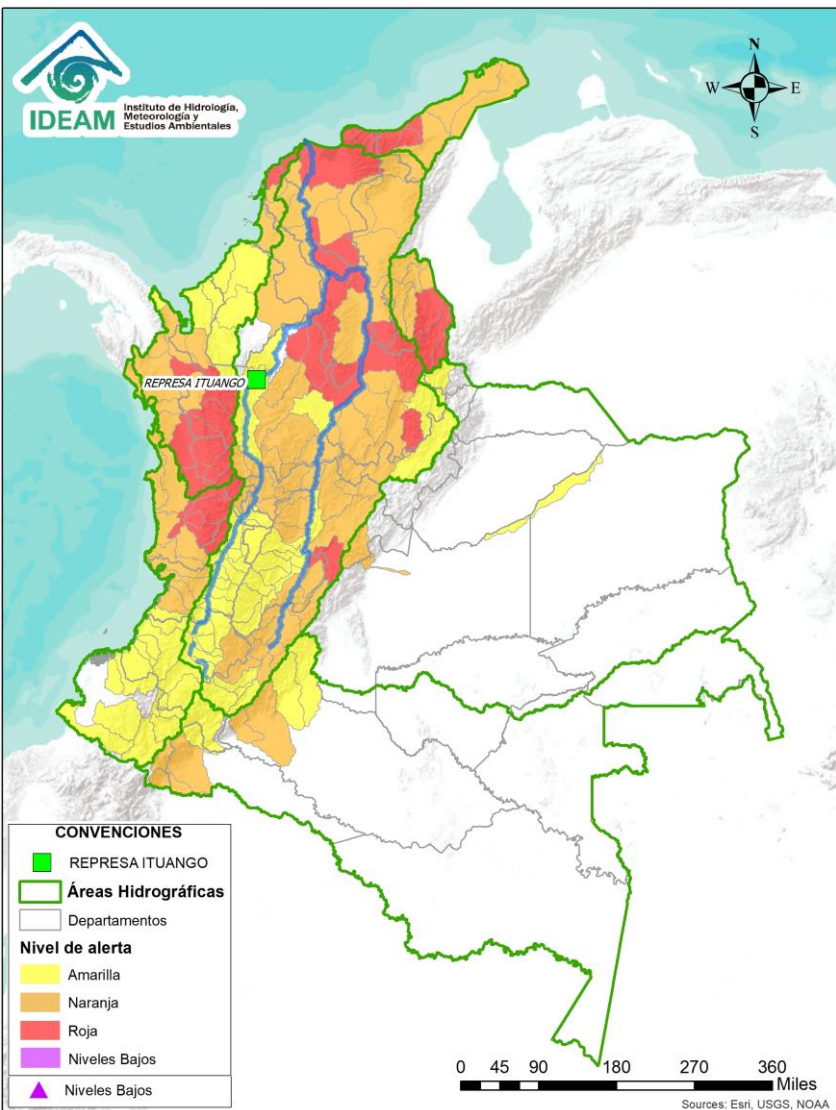 IDEAM
Instituto de Hidrología,
Meteorología y
Estudios Ambientales
N
W
E
S
REPRESA ITUANGO
CONVENCIONES
REPRESA ITUANGO
Áreas Hidrográficas
Departamentos
Nivel de alerta
Amarilla
Naranja
Roja
Niveles Bajos
Niveles Bajos
0 45 90 180 270 360
Miles
Sources: Esri, USGS, NOAA